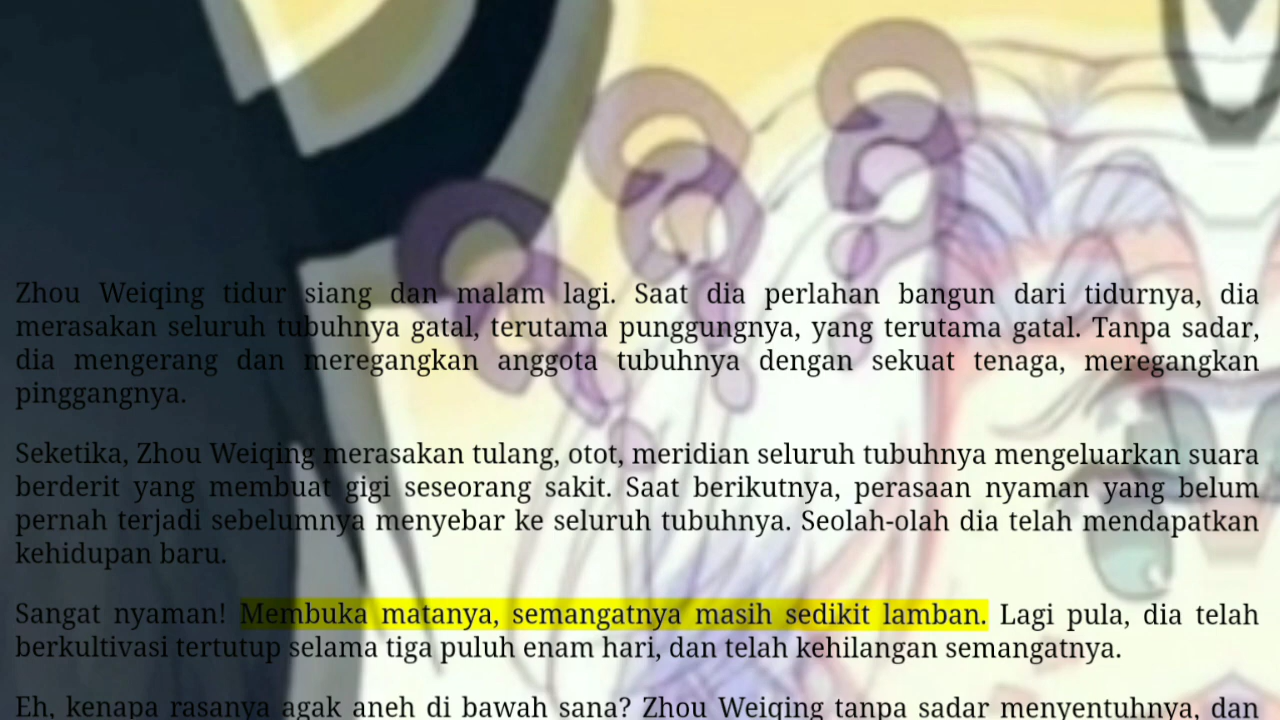 Zhou Weiqing tidur siang dan malam lagi. Saat dia perlahan bangun dari tidurnya, dia
merasakan seluruh tubuhnya gatal, terutama punggungnya, yang terutama gatal. Tanpa sadar,
dia mengerang dan meregangkan anggota tubuhnya dengan sekuat tenaga, meregangkan
pinggangnya.
Seketika, Zhou Weiqing merasakan tulang, otot, meridian seluruh tubuhnya mengeluarkan suara
berderit yang membuat gigi seseorang sakit. Saat berikutnya, perasaan nyaman yang belum
pernah terjadi sebelumnya menyebar ke seluruh tubuhnya. Seolah-olah dia telah mendapatkan
kehidupan baru.
Sangat nyaman! Membuka matanya, semangatnya masih sedikit lamban. Lagi pula, dia telah
berkultivasi tertutup selama tiga puluh enam hari, dan telah kehilangan semangatnya.
Eh, kenapa rasanya agak aneh di bawah sana? Zhou Weiqing tanpa sadar menyentuhnya, dan